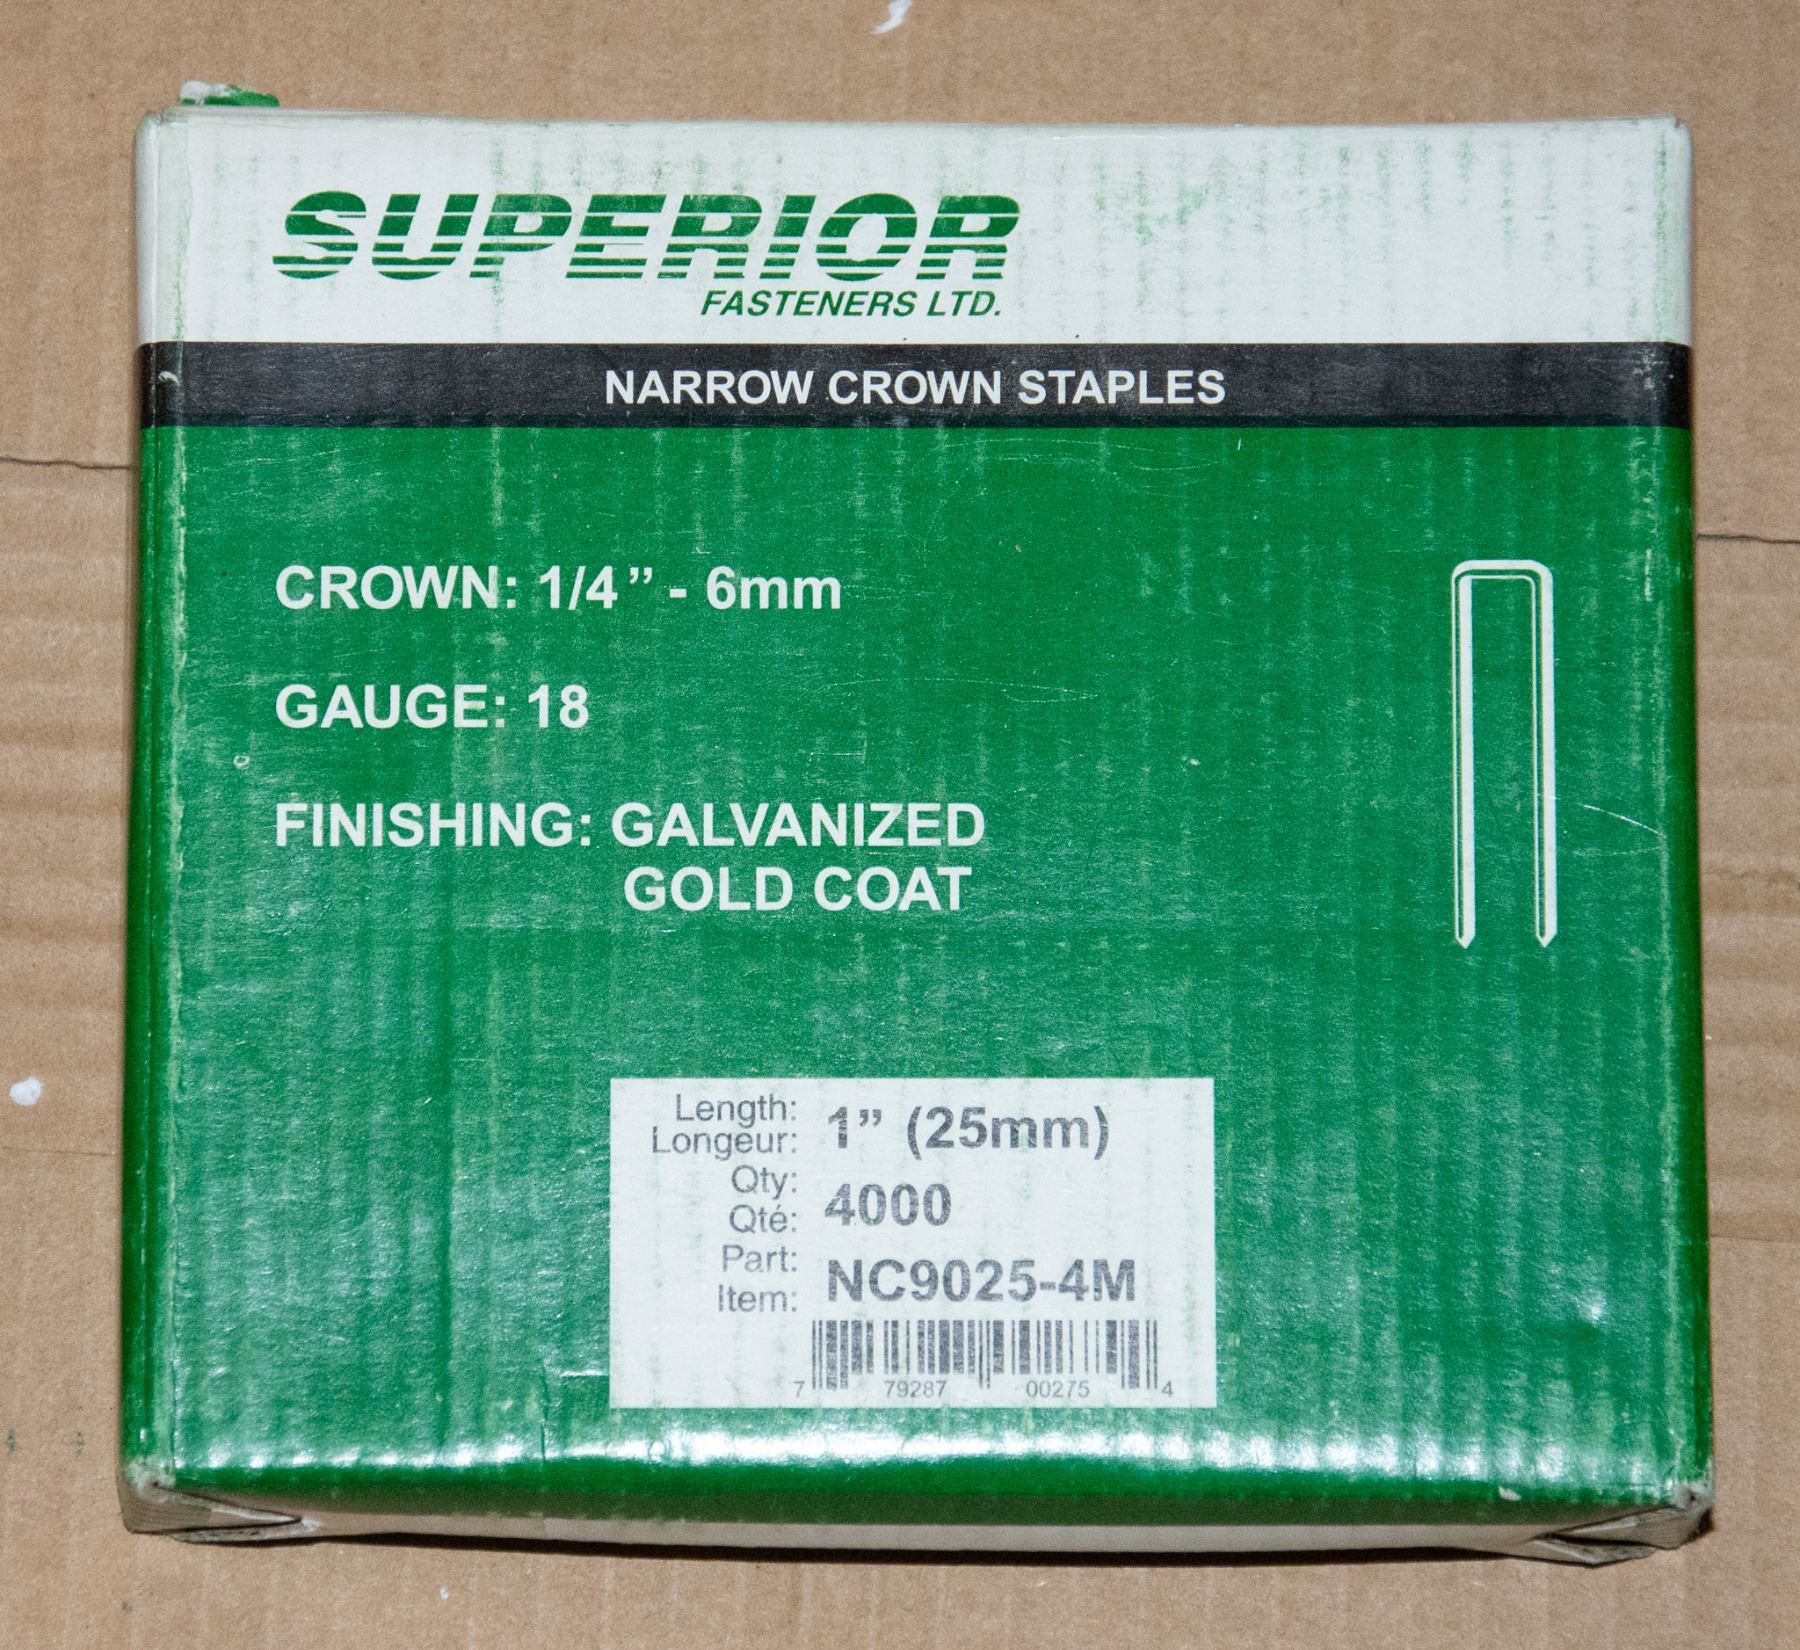 SUPERIOR
FASTENERS LTD.
NARROW CROWN STAPLES
CROWN: 1/4” - 6mm
GAUGE: 18
FINISHING: GALVANIZED
GOLD COAT
Length:
Longeur: 1” (25mm)
Qty:
Qté: 4000
Part:
Item: NC9025-4M
7 79287 00275 4